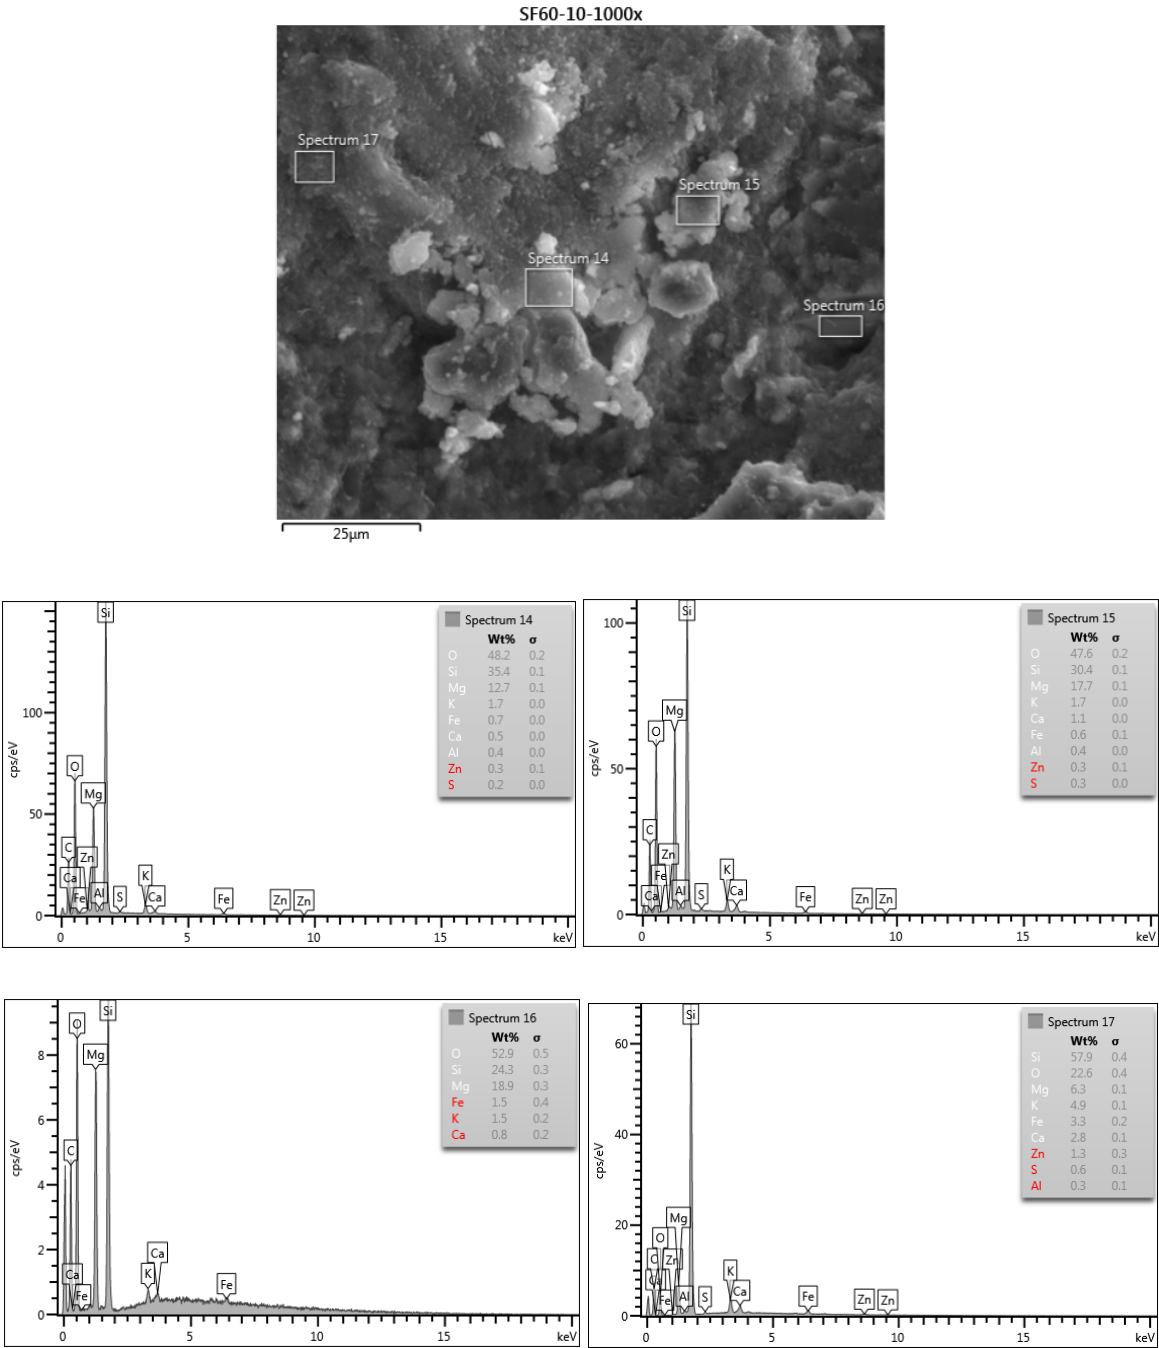 SF60-10-1000x
Spectrum 17
Spectrum 15
Spectrum 14
Spectrum 16
25µm
Si
O
Mg
C
Zn
Ca
Fe
Al
S
K
Ca
Fe
Zn
Zn
100
50
0
cps/eV
0 5 10 15 keV
Spectrum 14
Wt% σ
O 48.2 0.2
Si 35.4 0.1
Mg 12.7 0.1
K 1.7 0.0
Fe 0.7 0.0
Ca 0.5 0.0
Al 0.4 0.0
Zn 0.3 0.1
S 0.2 0.0
Si
Mg
O
C
Zn
Fe
Ca
Al
S
K
Ca
Fe
Zn
Zn
100
50
0
cps/eV
0 5 10 15 keV
Spectrum 15
Wt% σ
O 47.6 0.2
Si 30.4 0.1
Mg 17.7 0.1
K 1.7 0.0
Ca 1.1 0.0
Fe 0.6 0.1
Al 0.4 0.0
Zn 0.3 0.1
S 0.3 0.0
Si
O
Mg
C
Ca
Fe
K
Ca
Fe
8
6
4
2
0
cps/eV
0 5 10 15 keV
Spectrum 16
Wt% σ
O 52.9 0.5
Si 24.3 0.3
Mg 18.9 0.3
Fe 1.5 0.4
K 1.5 0.2
Ca 0.8 0.2
Si
Mg
O
C
Zn
Ca
Fe
Al
S
K
Ca
Fe
Zn
Zn
60
40
20
0
cps/eV
0 5 10 15 keV
Spectrum 17
Wt% σ
Si 57.9 0.4
O 22.6 0.4
Mg 6.3 0.1
K 4.9 0.1
Fe 3.3 0.2
Ca 2.8 0.1
Zn 1.3 0.3
S 0.6 0.1
Al 0.3 0.1